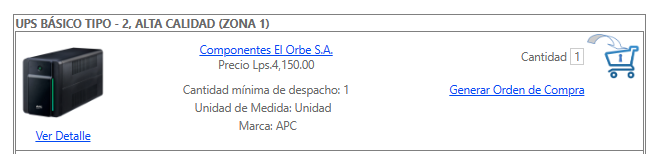 UPS BÁSICO TIPO - 2, ALTA CALIDAD (ZONA 1)
Componentes El Orbe S.A.
Precio Lps.4,150.00
Cantidad 1
Cantidad mínima de despacho: 1
Generar Orden de Compra
Unidad de Medida: Unidad
Marca: APC
Ver Detalle